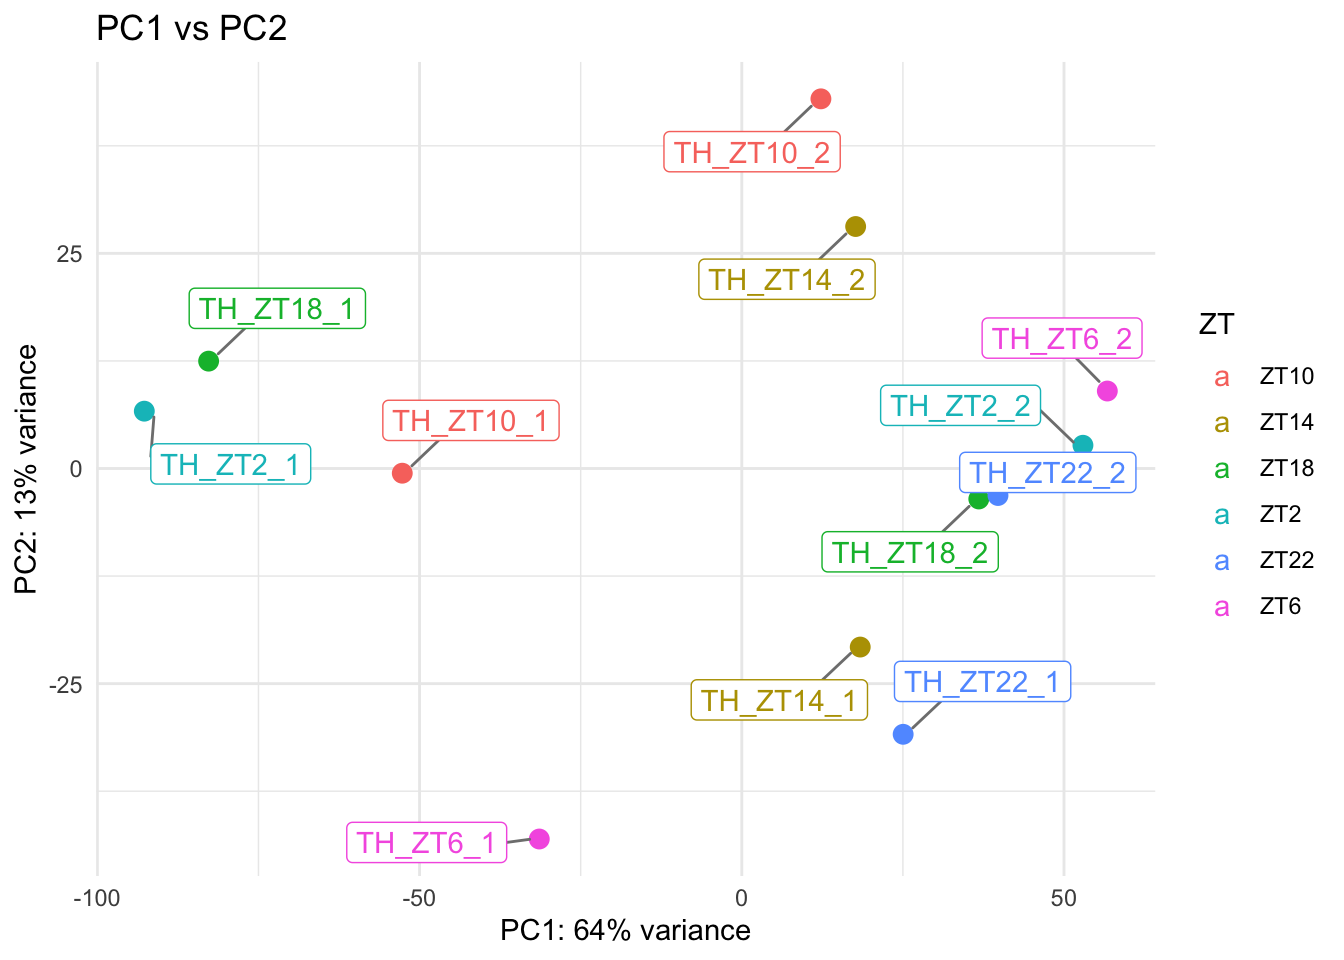 PC1 vs PC2
TH_ZT10_2
25
TH_ZT14_2
TH_ZT18_1
TH_ZT6_2
TH_ZT2_2
TH_ZT10_1
TH_ZT2_1
0
TH_ZT22_2
TH_ZT18_2
-25
TH_ZT14_1
TH_ZT22_1
TH_ZT6_1
-100
-50
0
50
PC1: 64% variance
PC2: 13% variance
ZT
a ZT10
a ZT14
a ZT18
a ZT2
a ZT22
a ZT6